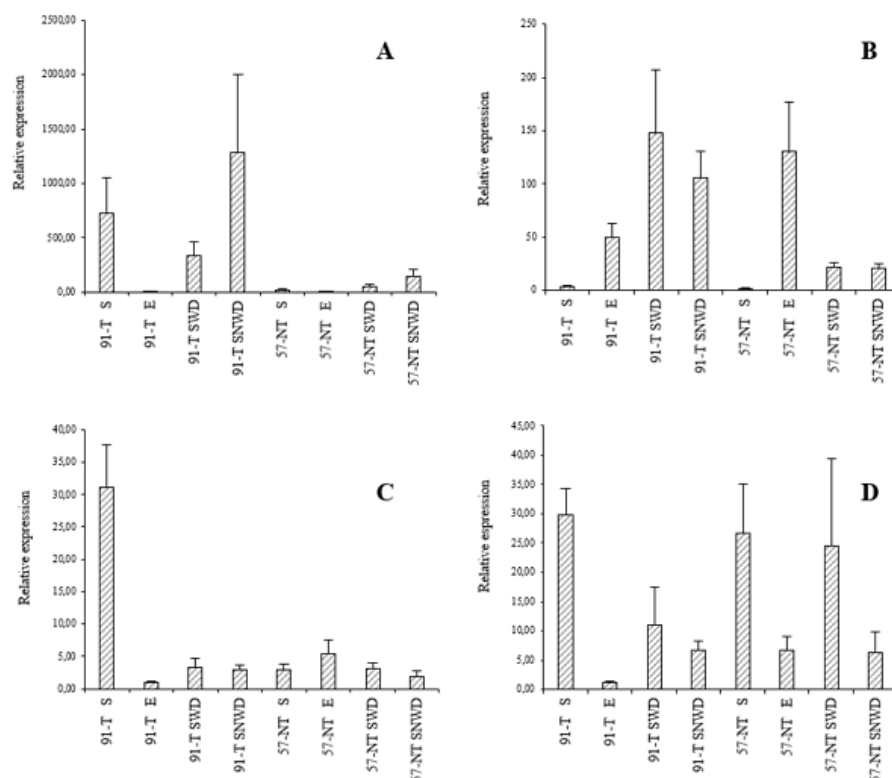 A
Relative expression
2500,00
2000,00
1500,00
1000,00
500,00
0,00
91-T S
91-T E
91-T SWD
91-T SNWD
57-NT S
57-NT E
57-NT SWD
57-NT SNWD
B
Relative expression
250
200
150
100
50
0
91-T S
91-T E
91-T SWD
91-T SNWD
57-NT S
57-NT E
57-NT SWD
57-NT SNWD
C
Relative expression
40,00
35,00
30,00
25,00
20,00
15,00
10,00
5,00
0,00
91-T S
91-T E
91-T SWD
91-T SNWD
57-NT S
57-NT E
57-NT SWD
57-NT SNWD
D
Relative espression
45,00
40,00
35,00
30,00
25,00
20,00
15,00
10,00
5,00
0,00
91-T S
91-T E
91-T SWD
91-T SNWD
57-NT S
57-NT E
57-NT SWD
57-NT SNWD